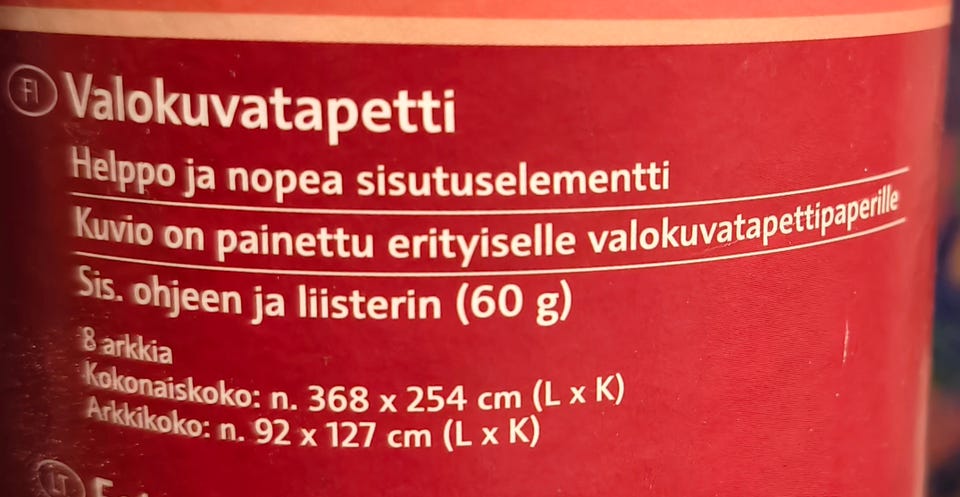 FI Valokuvatapetti
Helppo ja nopea sisutuselementti
Kuvio on painettu erityiselle valokuvatapettipaperille
Sis. ohjeen ja liisterin (60 g)
8 arkkia
Kokonaiskoko: n. 368 x 254 cm (L x K)
Arkkikoko: n. 92 x 127 cm (L x K)
LT